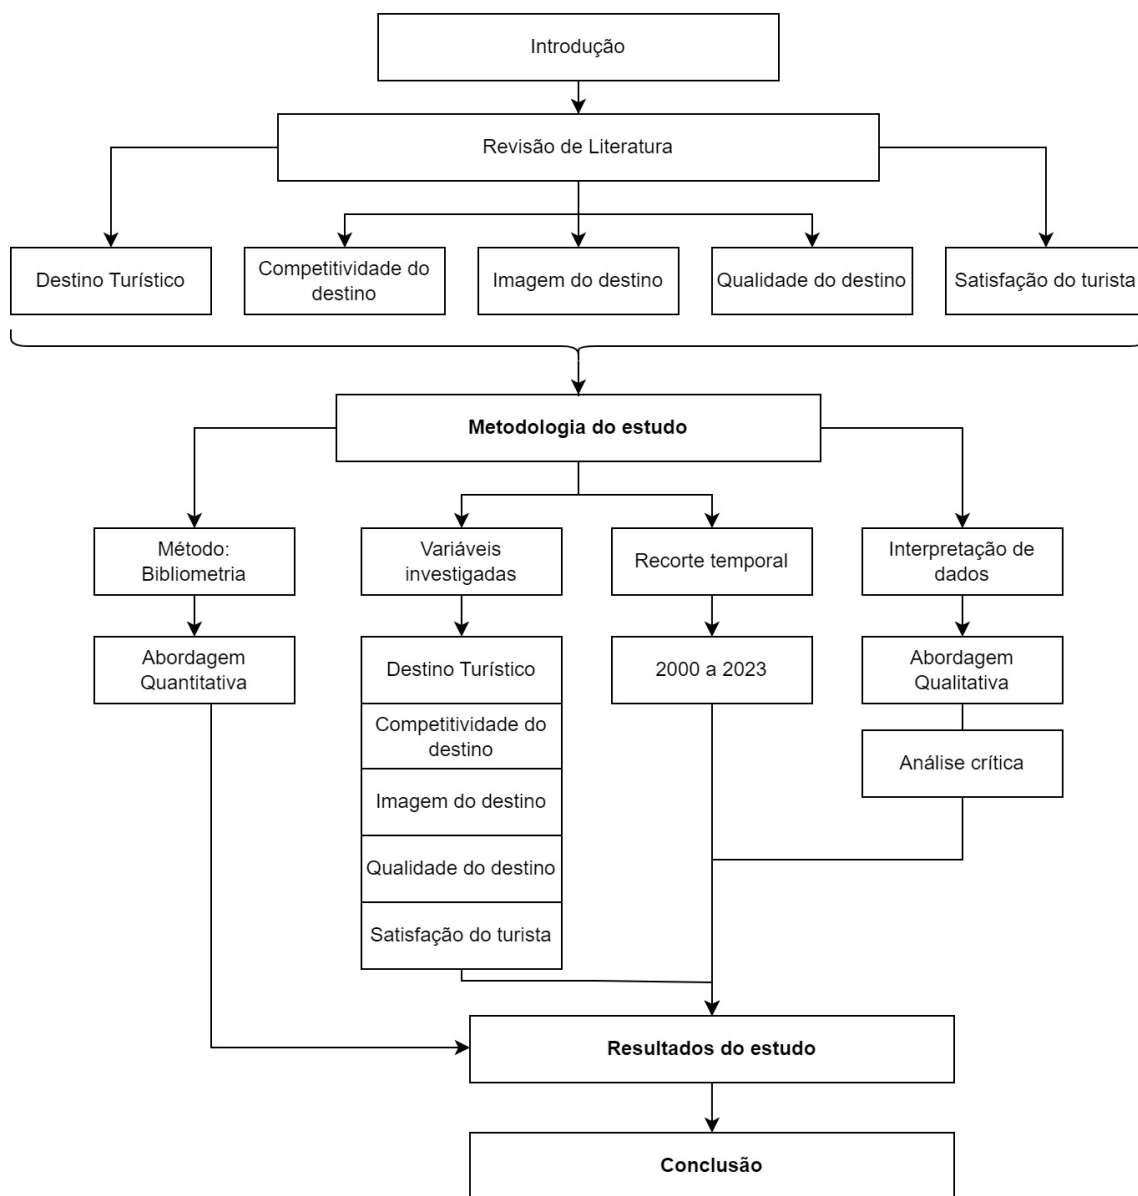 Introdução
Revisão de Literatura
Destino Turístico
Competitividade do
destino
Imagem do destino
Qualidade do destino
Satisfação do turista
Metodologia do estudo
Método:
Bibliometria
Variáveis
investigadas
Recorte temporal
Interpretação de
dados
Abordagem
Quantitativa
Destino Turístico
Competitividade do
destino
Imagem do destino
Qualidade do destino
Satisfação do turista
2000 a 2023
Abordagem
Qualitativa
Análise crítica
Resultados do estudo
Conclusão